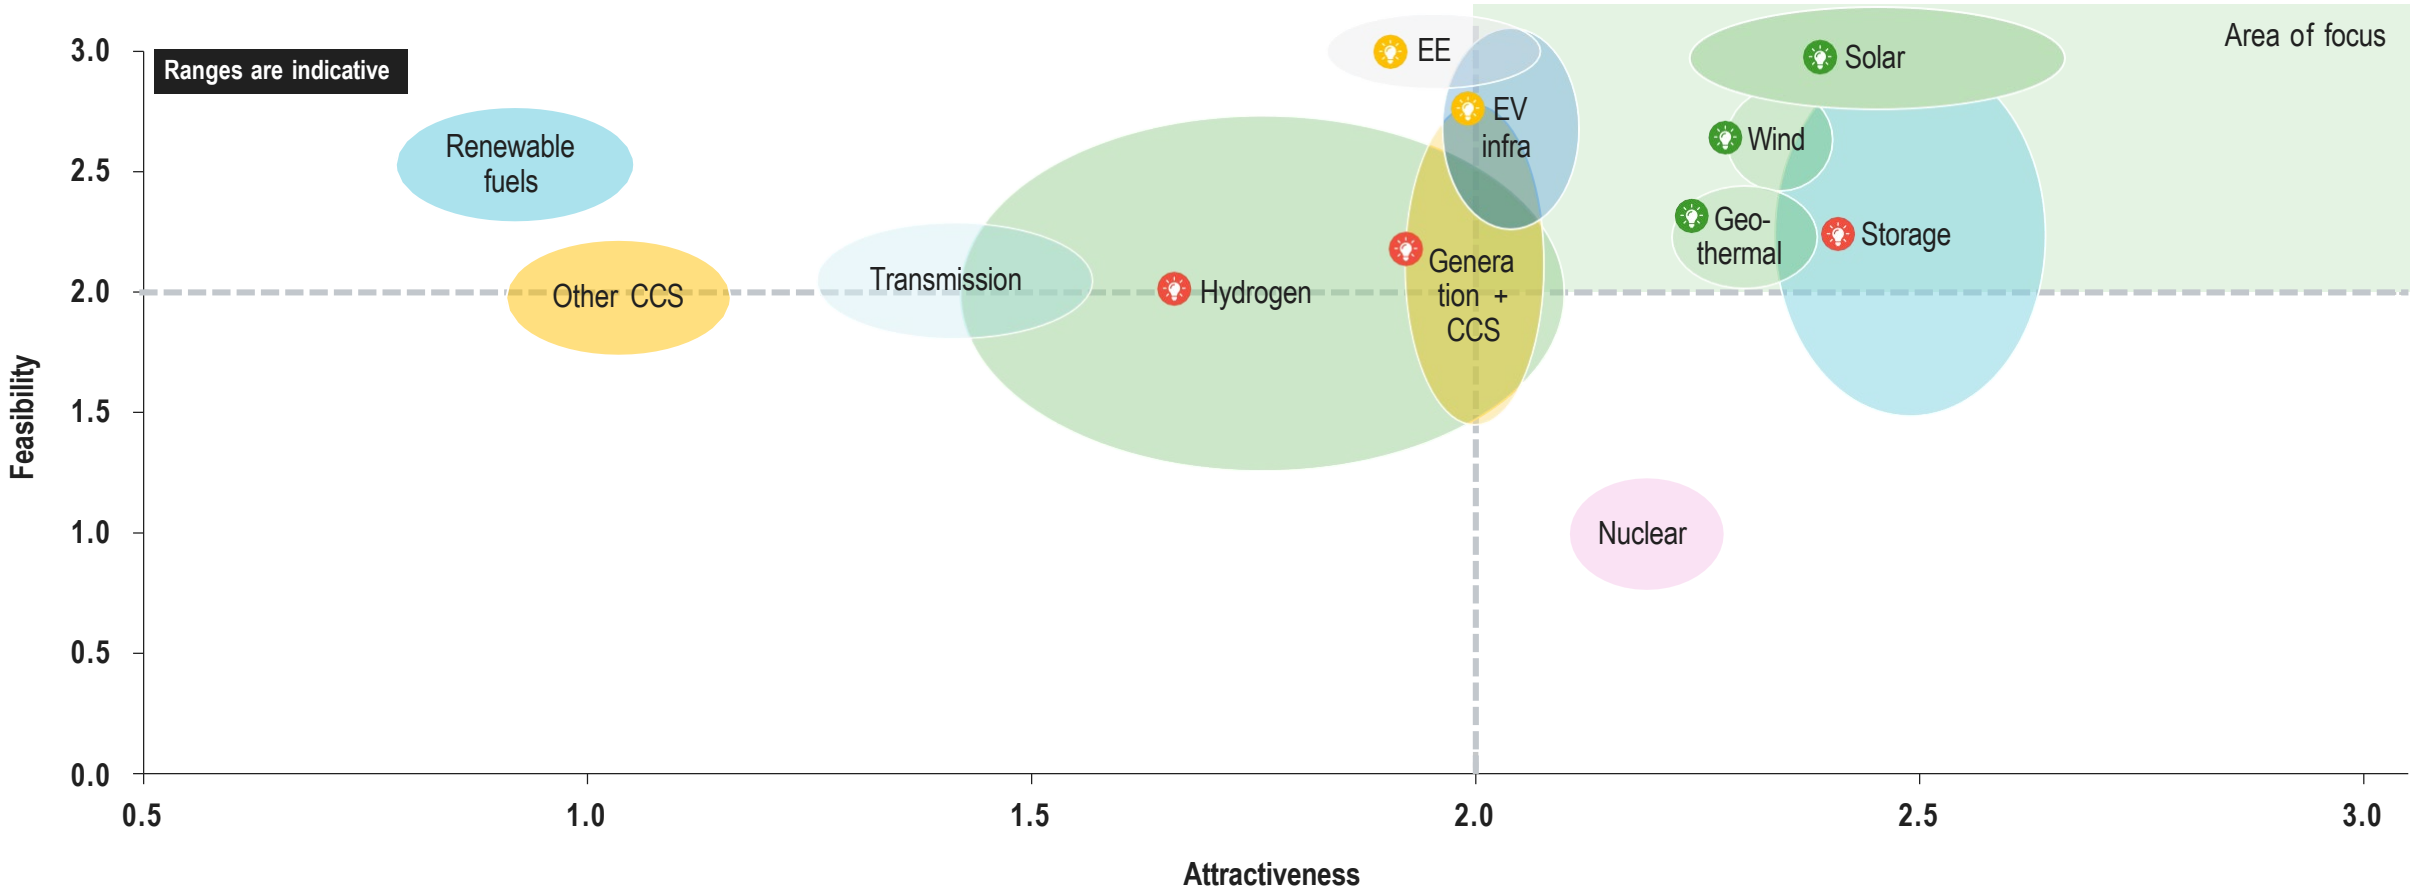 Area of focus
Ranges are indicative
3.0
2.5
2.0
1.5
1.0
0.5
0.0
Feasibility
EE
Solar
EV
infra
Wind
Renewable
fuels
Geo-
thermal
Storage
Other CCS
Transmission
Hydrogen
Genera
tion +
CCS
Nuclear
0.5
1.0
1.5
2.0
2.5
3.0
Attractiveness